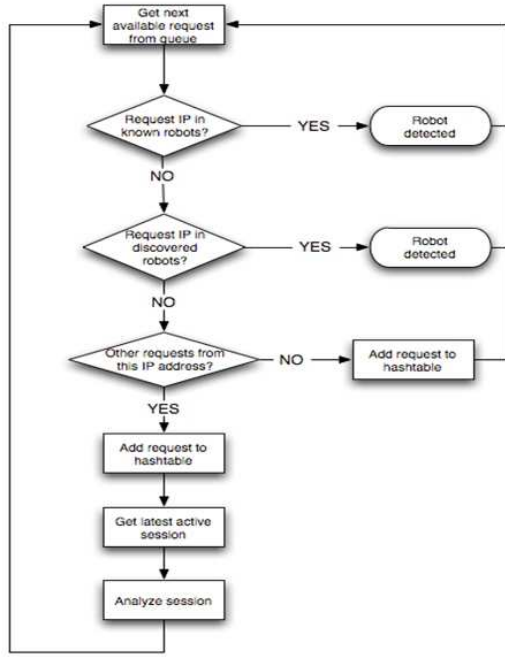 Get next
available request
from queue
Request IP in
known robots?
YES
Robot
detected
NO
Request IP in
discovered
robots?
YES
Robot
detected
NO
Other requests from
this IP address?
NO
Add request to
hashtable
YES
Add request to
hashtable
Get latest active
session
Analyze session